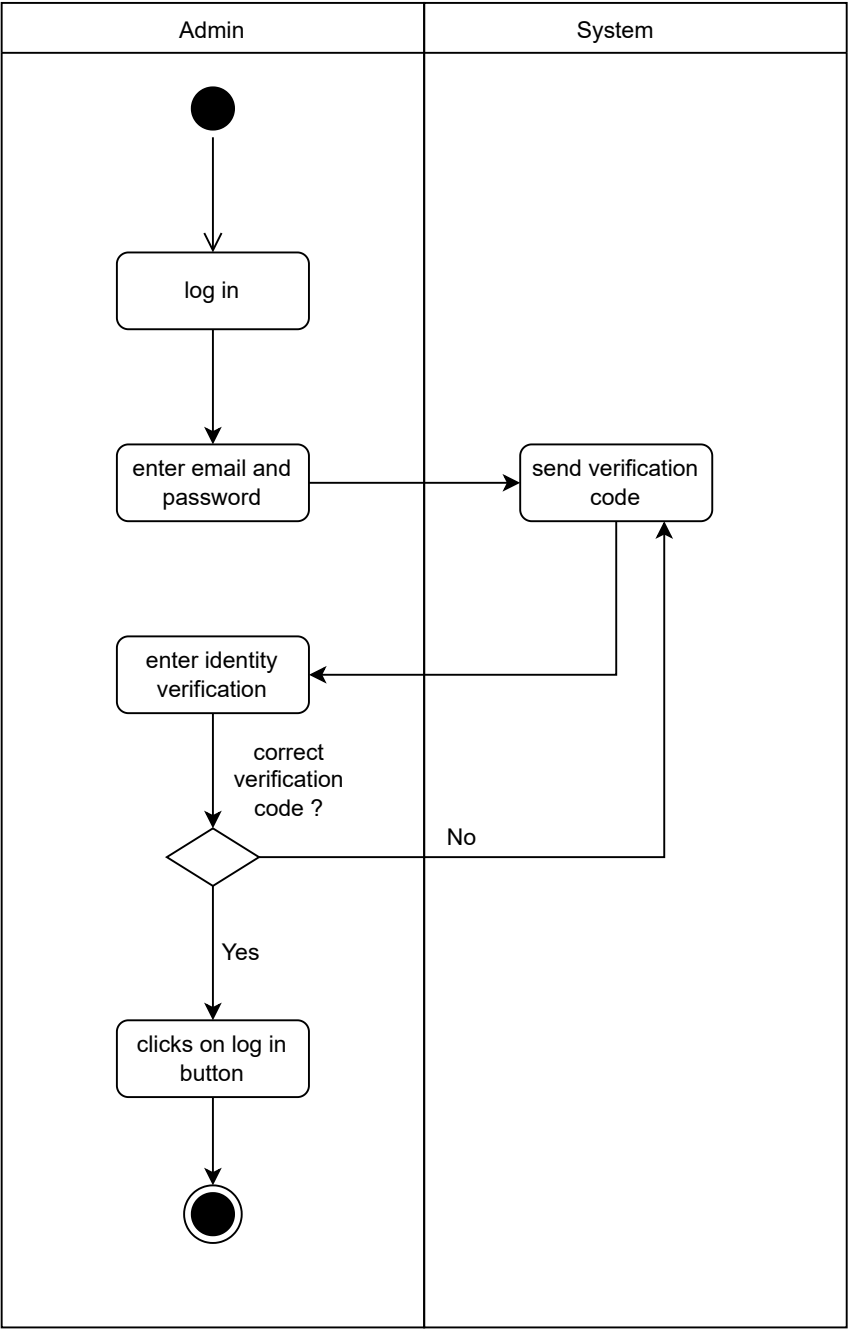 Admin
System
log in
enter email and
password
send verification
code
enter identity
verification
correct
verification
code ?
No
Yes
clicks on log in
button